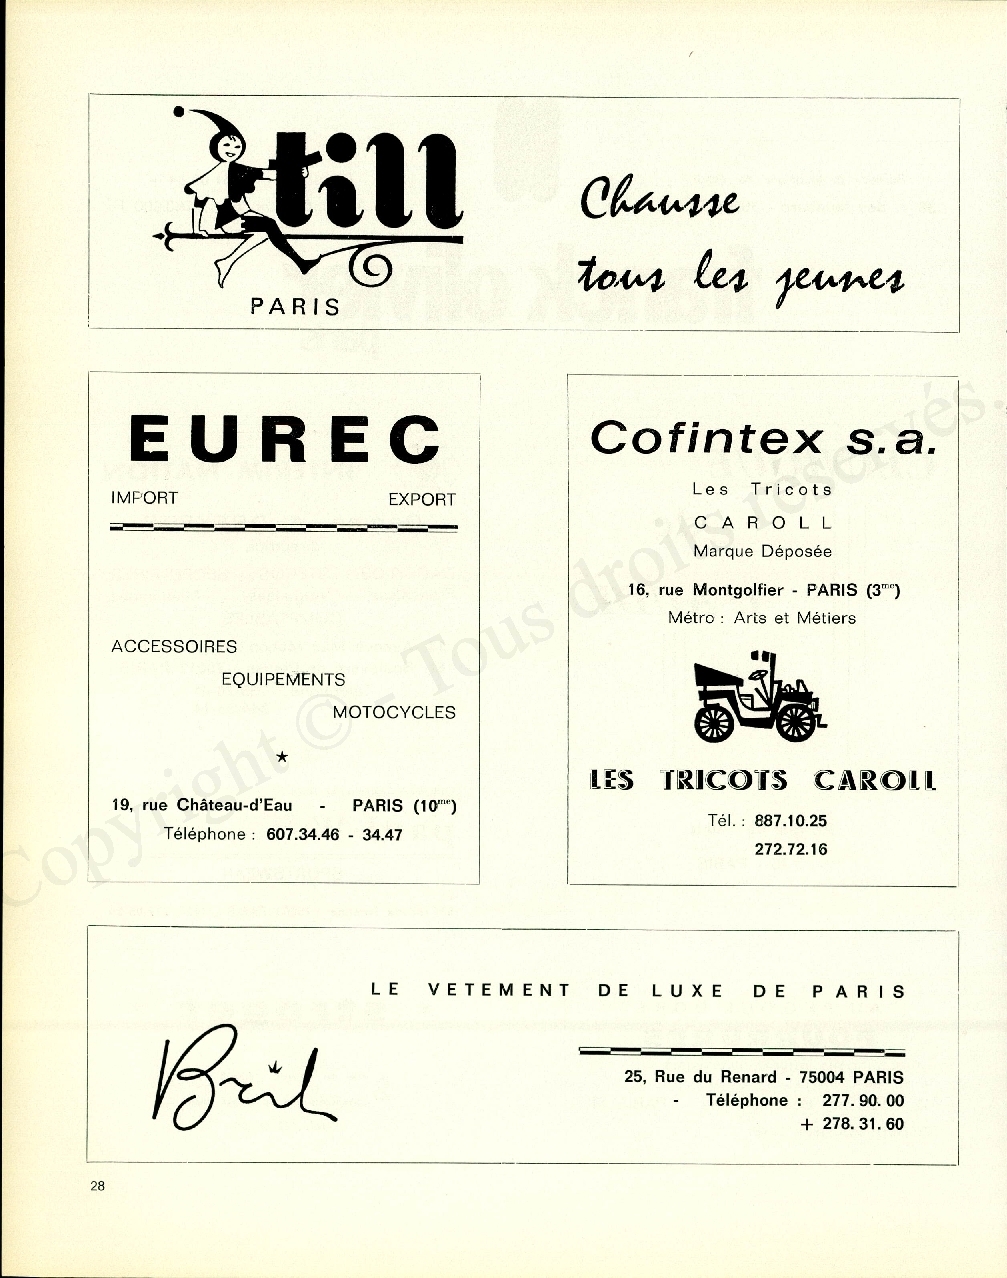 till
PARIS
Chausse
tous les jeunes
EUREC
IMPORT EXPORT
ACCESSOIRES
EQUIPEMENTS
MOTOCYCLES
19, rue Château-d'Eau - PARIS (10me)
Téléphone : 607.34.46 - 34.47
Cofintex s.a.
Les Tricots
CAROLL
Marque Déposée
16, rue Montgolfier - PARIS (3me)
Métro : Arts et Métiers
LES TRICOTS CAROLL
Tél. : 887.10.25
272.72.16
LE VETEMENT DE LUXE DE PARIS
Bril
25, Rue du Renard - 75004 PARIS
- Téléphone : 277. 90. 00
+ 278. 31. 60
28
Copyright © - Tous droits réservés.